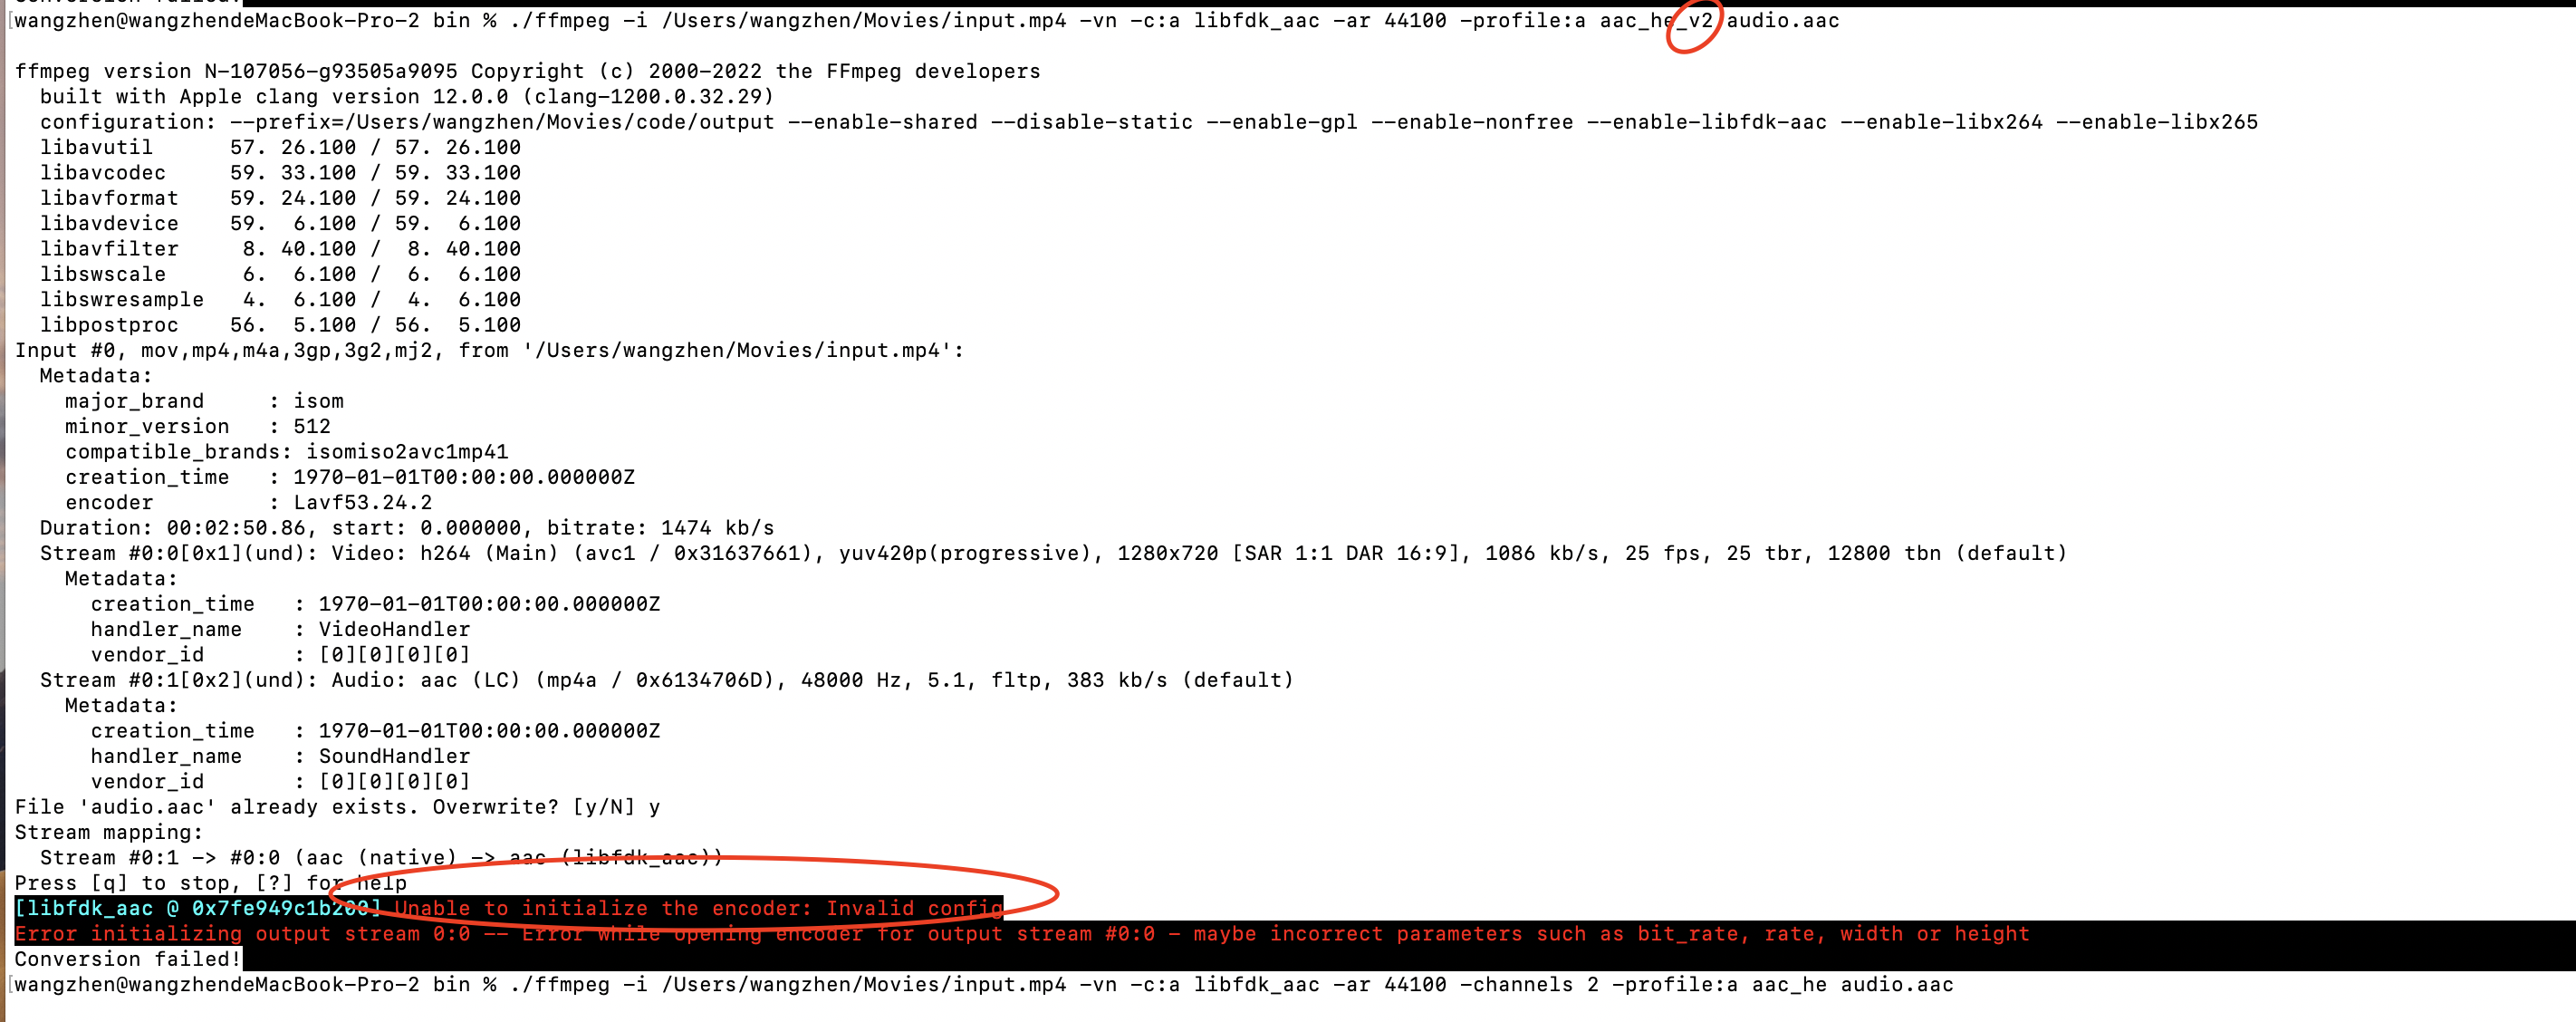 [wangzhen@wangzhendeMacBook-Pro-2 bin % ./ffmpeg -i /Users/wangzhen/Movies/input.mp4 -vn -c:a libfdk_aac -ar 44100 -profile:a aac_he_v2 audio.aac
ffmpeg version N-107056-g93505a9095 Copyright (c) 2000-2022 the FFmpeg developers
  built with Apple clang version 12.0.0 (clang-1200.0.32.29)
  configuration: --prefix=/Users/wangzhen/Movies/code/output --enable-shared --disable-static --enable-gpl --enable-nonfree --enable-libfdk-aac --enable-libx264 --enable-libx265
  libavutil      57. 26.100 / 57. 26.100
  libavcodec     59. 33.100 / 59. 33.100
  libavformat    59. 24.100 / 59. 24.100
  libavdevice    59.  6.100 / 59.  6.100
  libavfilter     8. 40.100 /  8. 40.100
  libswscale      6.  6.100 /  6.  6.100
  libswresample   4.  6.100 /  4.  6.100
  libpostproc    56.  5.100 / 56.  5.100
Input #0, mov,mp4,m4a,3gp,3g2,mj2, from '/Users/wangzhen/Movies/input.mp4':
  Metadata:
    major_brand     : isom
    minor_version   : 512
    compatible_brands: isomiso2avc1mp41
    creation_time   : 1970-01-01T00:00:00.000000Z
    encoder         : Lavf53.24.2
  Duration: 00:02:50.86, start: 0.000000, bitrate: 1474 kb/s
  Stream #0:0[0x1](und): Video: h264 (Main) (avc1 / 0x31637661), yuv420p(progressive), 1280x720 [SAR 1:1 DAR 16:9], 1086 kb/s, 25 fps, 25 tbr, 12800 tbn (default)
    Metadata:
      creation_time   : 1970-01-01T00:00:00.000000Z
      handler_name    : VideoHandler
      vendor_id       : [0][0][0][0]
  Stream #0:1[0x2](und): Audio: aac (LC) (mp4a / 0x6134706D), 48000 Hz, 5.1, fltp, 383 kb/s (default)
    Metadata:
      creation_time   : 1970-01-01T00:00:00.000000Z
      handler_name    : SoundHandler
      vendor_id       : [0][0][0][0]
File 'audio.aac' already exists. Overwrite? [y/N] y
Stream mapping:
  Stream #0:1 -> #0:0 (aac (native) -> aac (libfdk_aac))
Press [q] to stop, [?] for help
[libfdk_aac @ 0x7fe949c1b200] Unable to initialize the encoder: Invalid config
Error initializing output stream 0:0 -- Error while opening encoder for output stream #0:0 - maybe incorrect parameters such as bit_rate, rate, width or height
Conversion failed!
[wangzhen@wangzhendeMacBook-Pro-2 bin % ./ffmpeg -i /Users/wangzhen/Movies/input.mp4 -vn -c:a libfdk_aac -ar 44100 -channels 2 -profile:a aac_he audio.aac